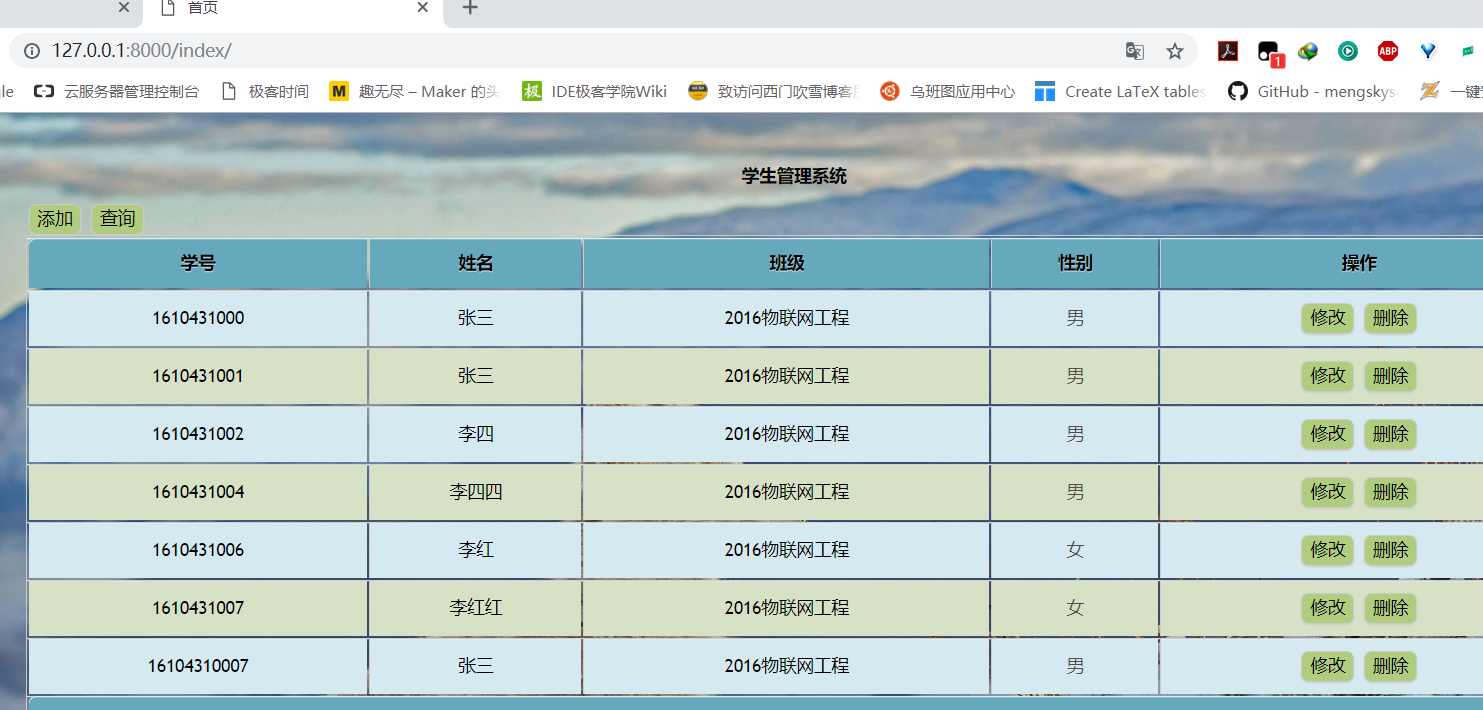 首页
127.0.0.1:8000/index/
1
ABP
le 云服务器管理控制台 极客时间 M 趣无尽 – Maker 的头 极 IDE极客学院Wiki 致访问西门吹雪博客 乌班图应用中心 Create LaTeX tables GitHub - mengskys 一键
学生管理系统
添加 查询
学号 姓名 班级 性别 操作
1610431000 张三 2016物联网工程 男 修改 删除
1610431001 张三 2016物联网工程 男 修改 删除
1610431002 李四 2016物联网工程 男 修改 删除
1610431004 李四四 2016物联网工程 男 修改 删除
1610431006 李红 2016物联网工程 女 修改 删除
1610431007 李红红 2016物联网工程 女 修改 删除
16104310007 张三 2016物联网工程 男 修改 删除